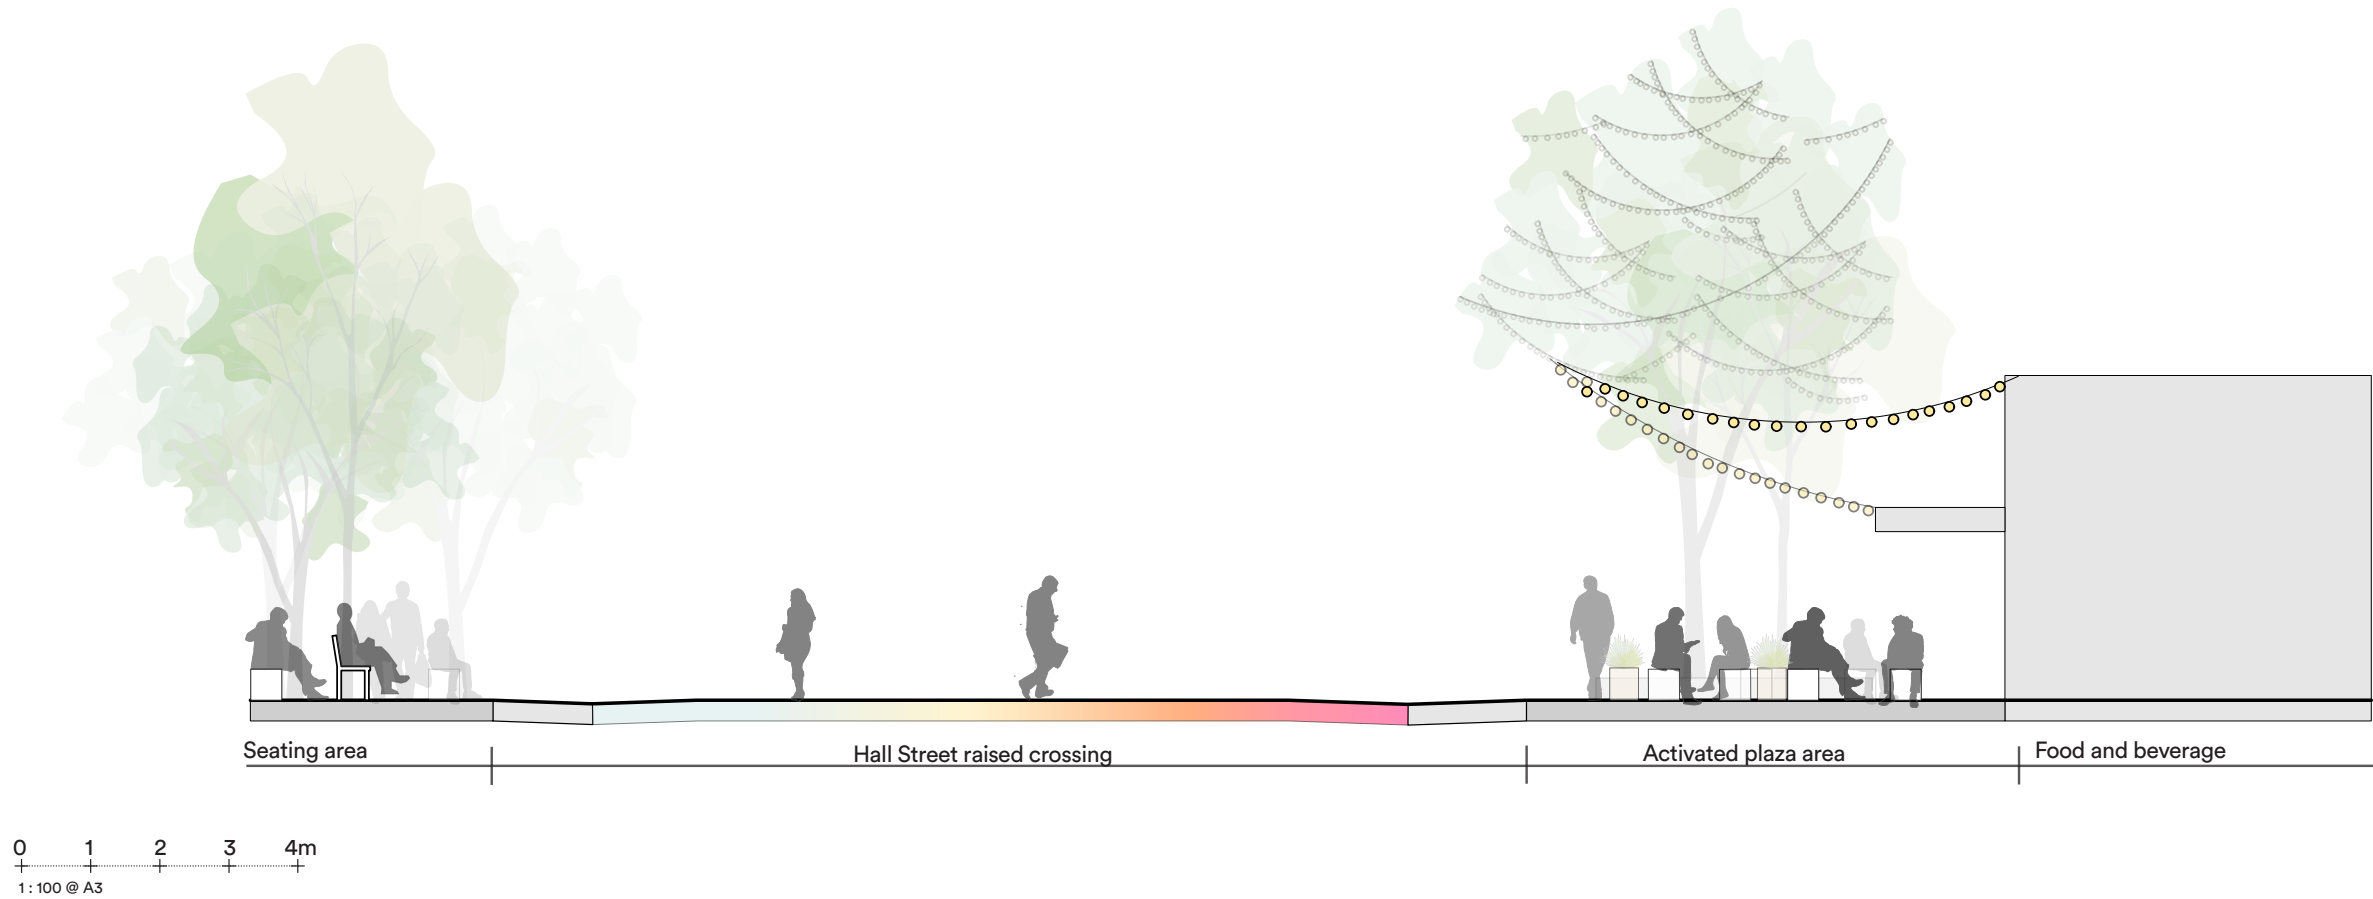 Seating area
Hall Street raised crossing
Activated plaza area
Food and beverage
0 1 2 3 4m
1 : 100 @ A3